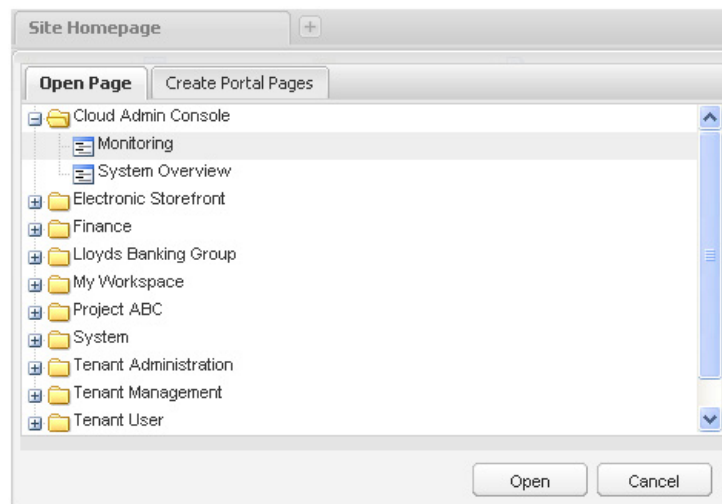 Site Homepage
Open Page Create Portal Pages
Cloud Admin Console
Monitoring
System Overview
Electronic Storefront
Finance
Lloyds Banking Group
My Workspace
Project ABC
System
Tenant Administration
Tenant Management
Tenant User
Open Cancel